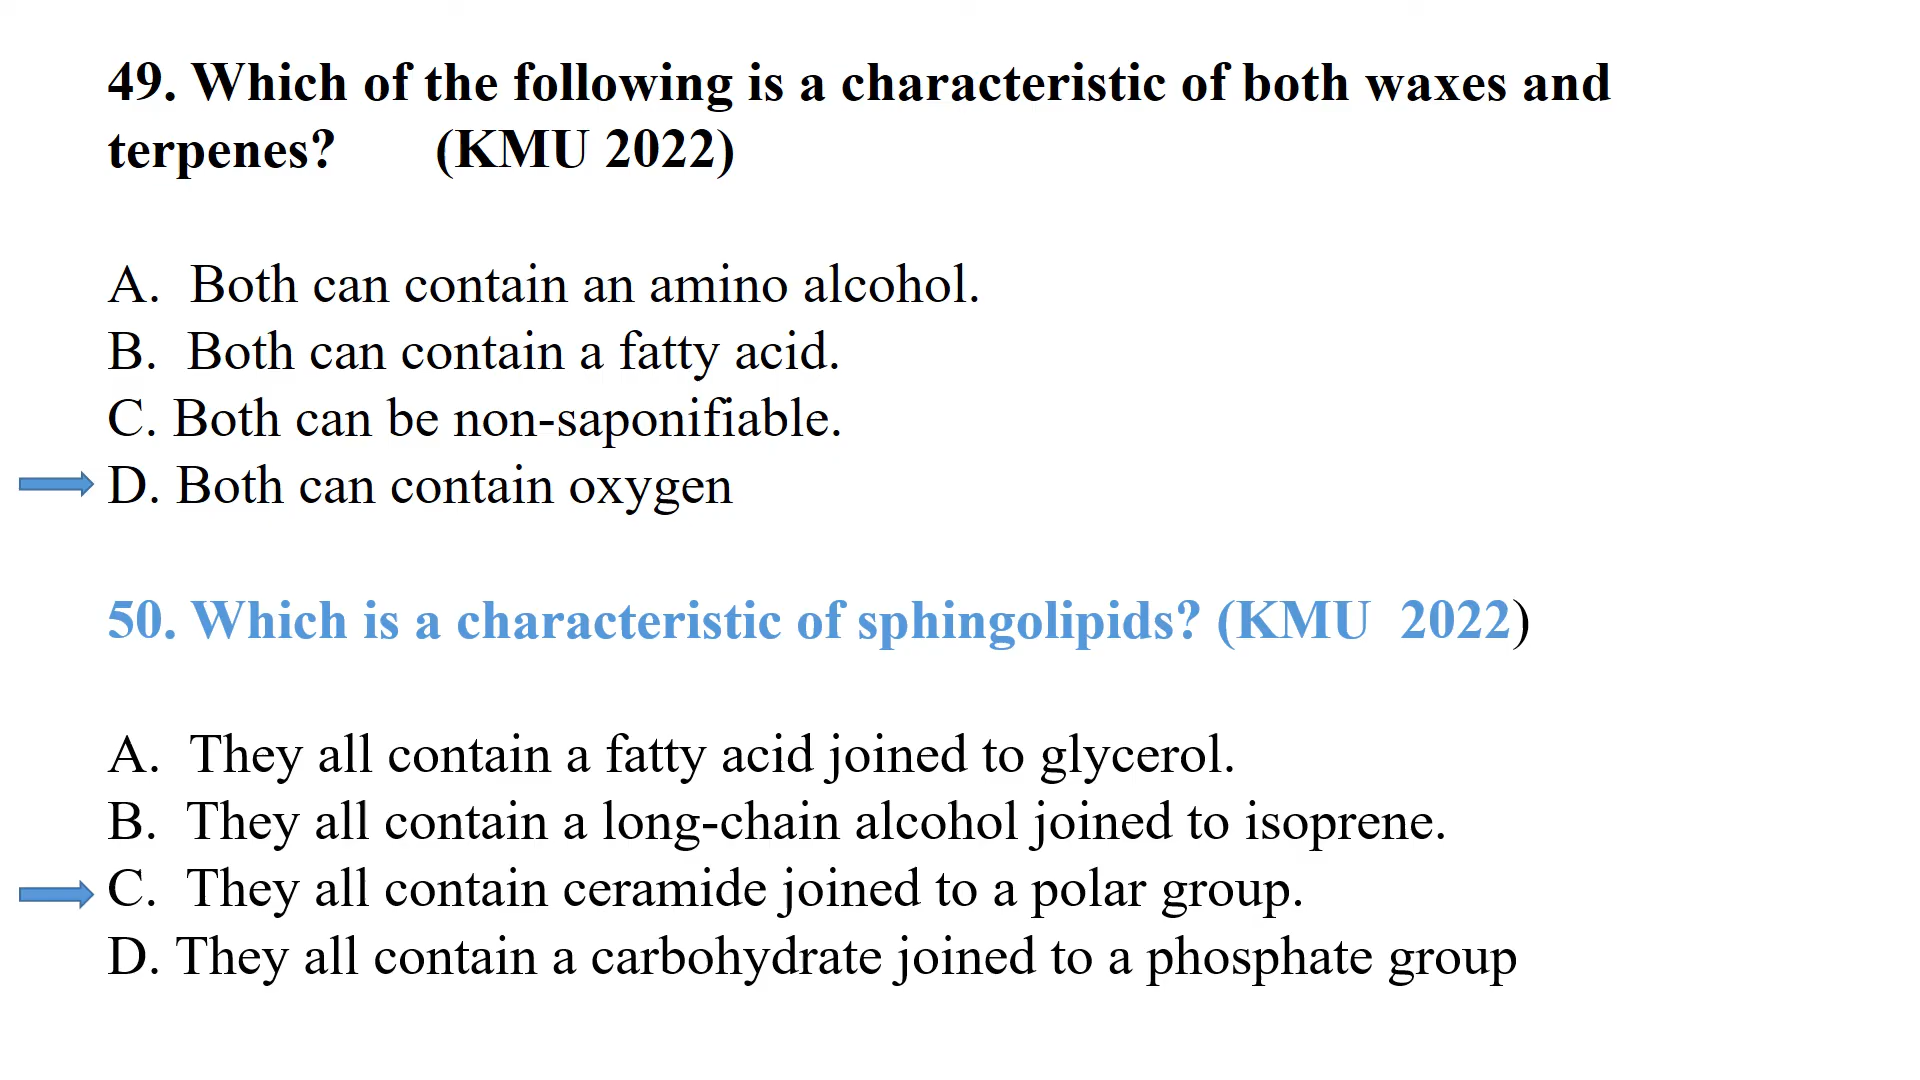 49. Which of the following is a characteristic of both waxes and
terpenes? (KMU 2022)
A. Both can contain an amino alcohol.
B. Both can contain a fatty acid.
C. Both can be non-saponifiable.
D. Both can contain oxygen
50. Which is a characteristic of sphingolipids? (KMU 2022)
A. They all contain a fatty acid joined to glycerol.
B. They all contain a long-chain alcohol joined to isoprene.
C. They all contain ceramide joined to a polar group.
D. They all contain a carbohydrate joined to a phosphate group